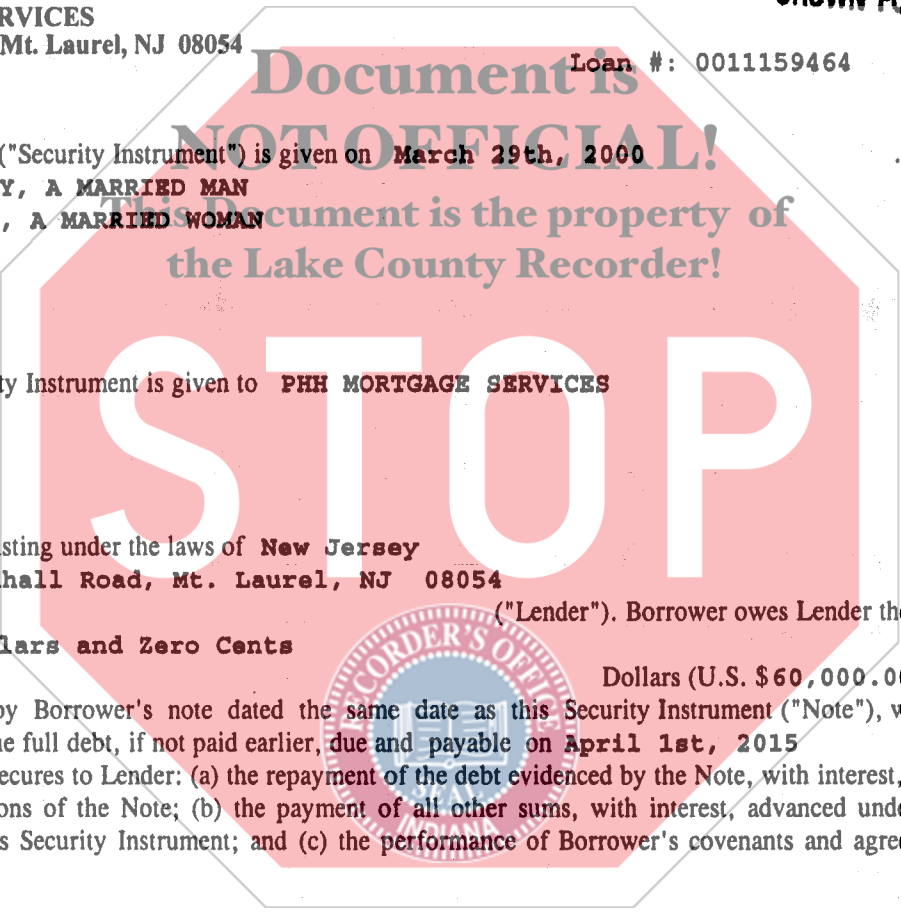 RVICES
Mt. Laurel, NJ 08054
Document is
Loan #: 0011159464
NOT OFFICIAL!
("Security Instrument") is given on March 29th, 2000
Y, A MARRIED MAN
This Document is the property of
, A MARRIED WOMAN
the Lake County Recorder!
STOP
ty Instrument is given to PHH MORTGAGE SERVICES
sting under the laws of New Jersey
hall Road, Mt. Laurel, NJ 08054
("Lender"). Borrower owes Lender the
lars and Zero Cents
RECORDER'S OFFICE
Dollars (U.S. $60,000.00
by Borrower's note dated the same date as this Security Instrument ("Note"), w
e full debt, if not paid earlier, due and payable on April 1st, 2015
ecures to Lender: (a) the repayment of the debt evidenced by the Note, with interest,
SEAL
ons of the Note; (b) the payment of all other sums, with interest, advanced unde
INDIANA
s Security Instrument; and (c) the performance of Borrower's covenants and agree